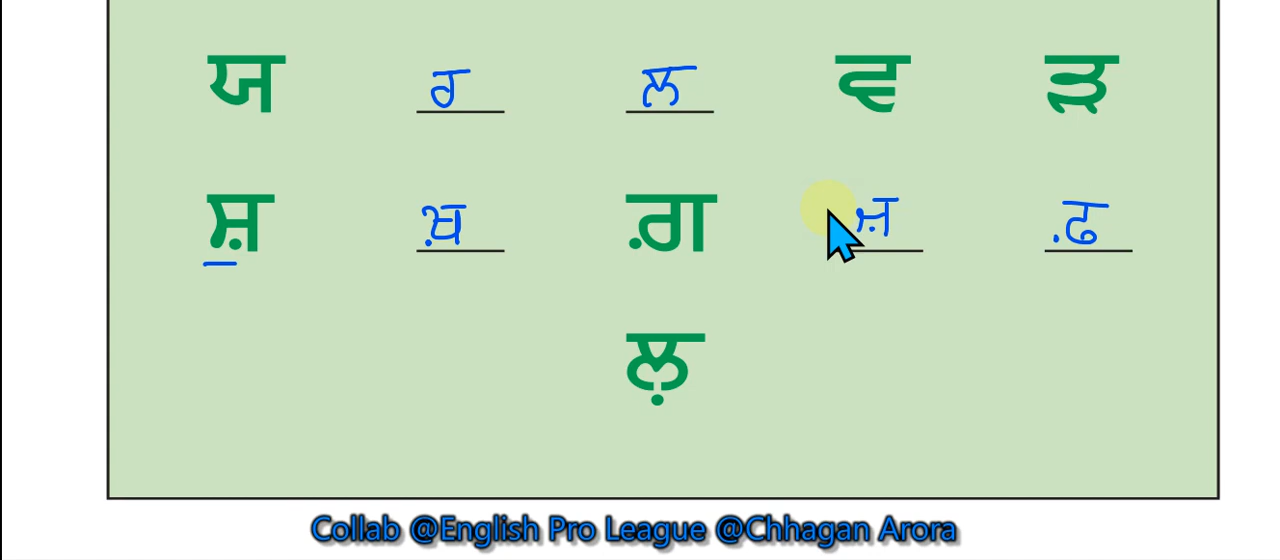 ਯ ਰ ਲ ਵ ੜ
ਸ਼ ਖ਼ ਗ਼ ਜ਼ ਫ਼
ਲ਼
Collab @English Pro League @Chhagan Arora